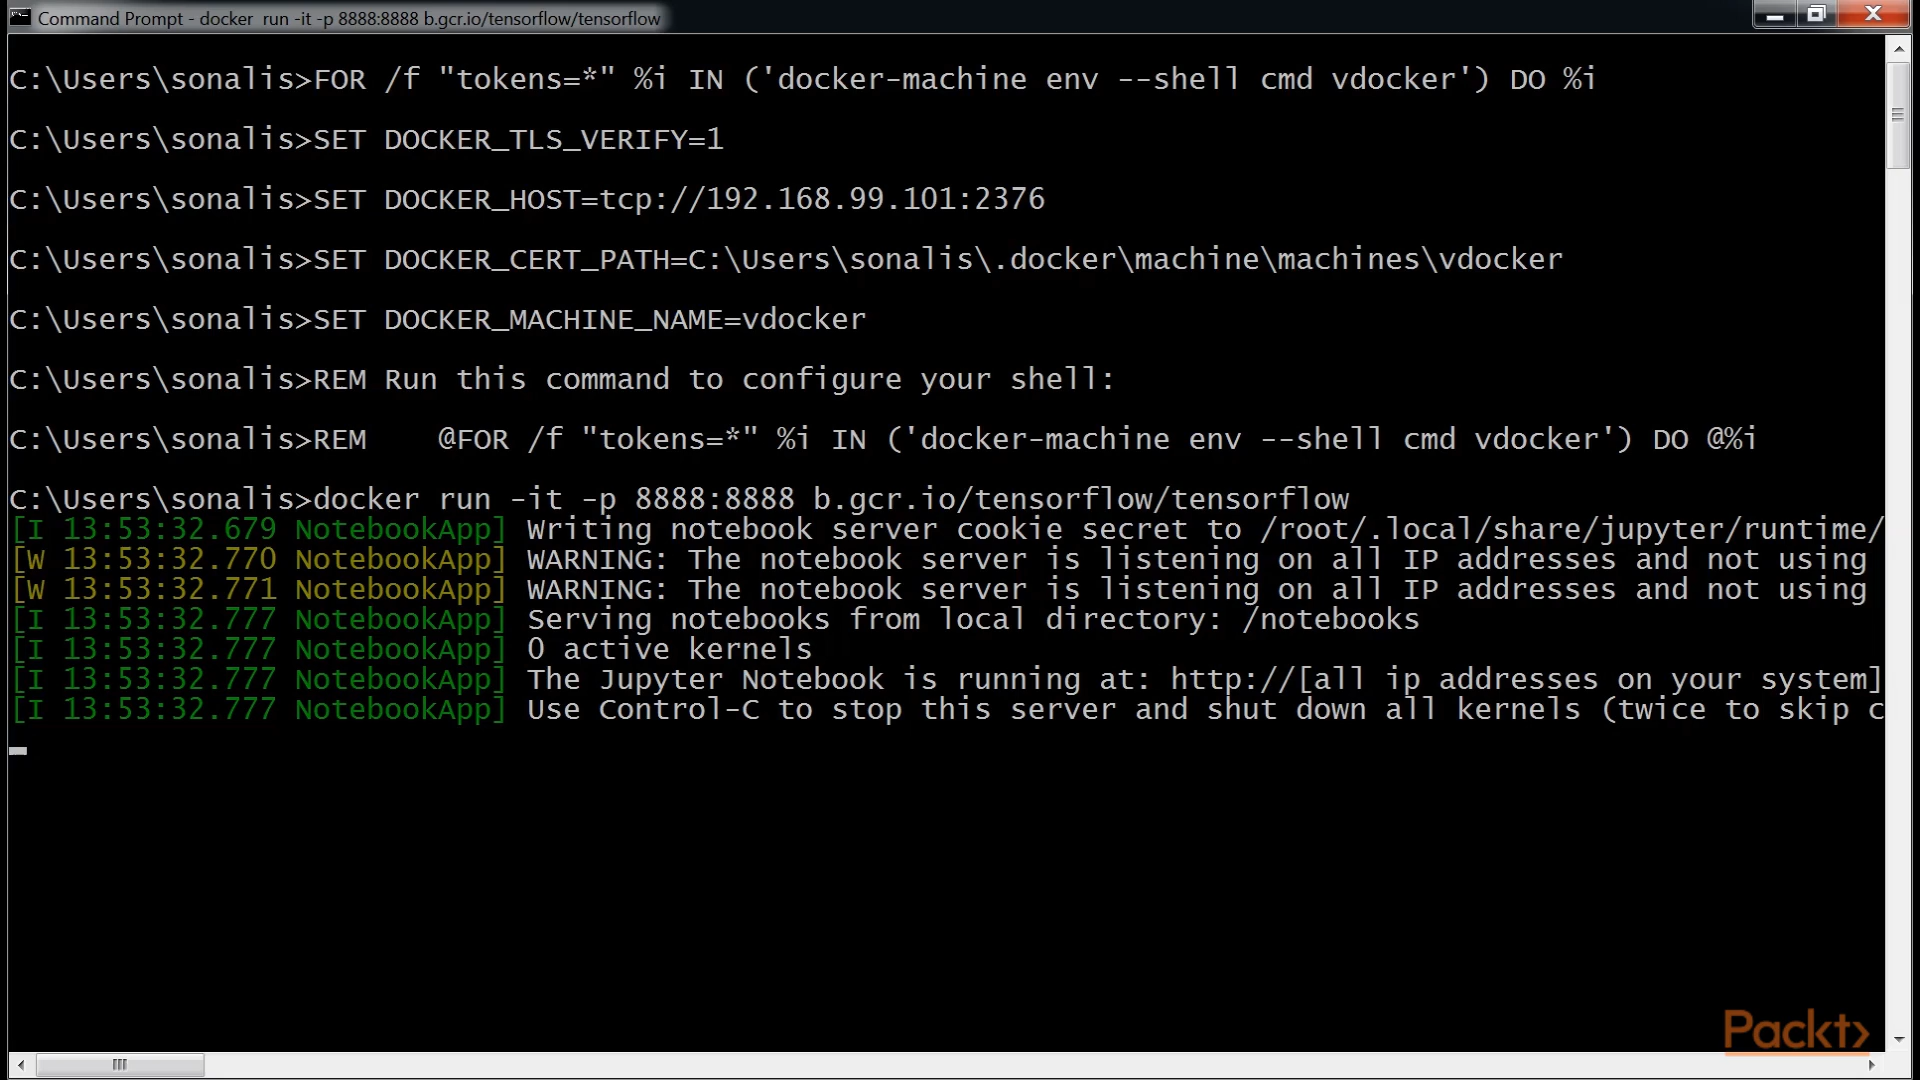 Command Prompt - docker  run -it -p 8888:8888 b.gcr.io/tensorflow/tensorflow
C:\Users\sonalis>FOR /f "tokens=*" %i IN ('docker-machine env --shell cmd vdocker') DO %i
C:\Users\sonalis>SET DOCKER_TLS_VERIFY=1
C:\Users\sonalis>SET DOCKER_HOST=tcp://192.168.99.101:2376
C:\Users\sonalis>SET DOCKER_CERT_PATH=C:\Users\sonalis\.docker\machine\machines\vdocker
C:\Users\sonalis>SET DOCKER_MACHINE_NAME=vdocker
C:\Users\sonalis>REM Run this command to configure your shell:
C:\Users\sonalis>REM    @FOR /f "tokens=*" %i IN ('docker-machine env --shell cmd vdocker') DO @%i
C:\Users\sonalis>docker run -it -p 8888:8888 b.gcr.io/tensorflow/tensorflow
[I 13:53:32.679 NotebookApp] Writing notebook server cookie secret to /root/.local/share/jupyter/runtime/
[W 13:53:32.770 NotebookApp] WARNING: The notebook server is listening on all IP addresses and not using
[W 13:53:32.771 NotebookApp] WARNING: The notebook server is listening on all IP addresses and not using
[I 13:53:32.777 NotebookApp] Serving notebooks from local directory: /notebooks
[I 13:53:32.777 NotebookApp] 0 active kernels
[I 13:53:32.777 NotebookApp] The Jupyter Notebook is running at: http://[all ip addresses on your system]
[I 13:53:32.777 NotebookApp] Use Control-C to stop this server and shut down all kernels (twice to skip c
Packt>